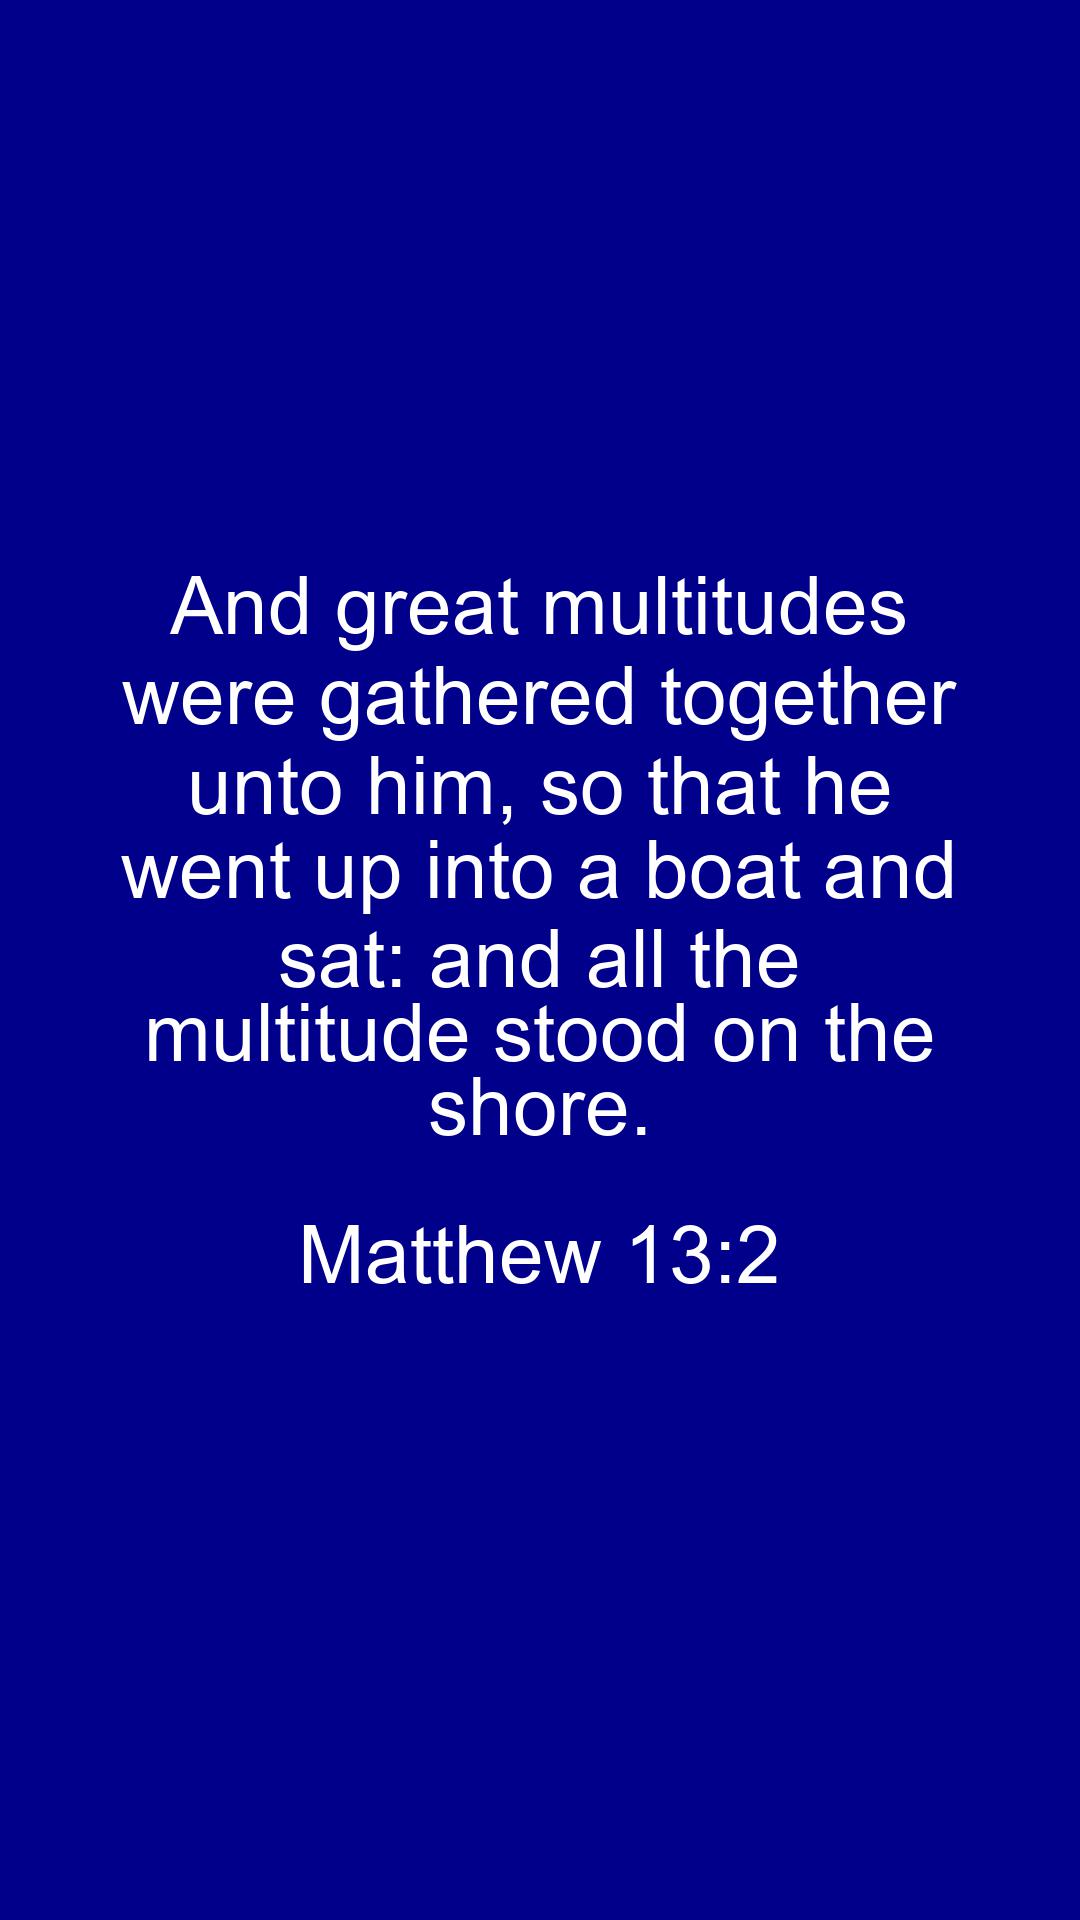 And great multitudes
were gathered together
unto him, so that he
went up into a boat and
sat: and all the
multitude stood on the
shore.
Matthew 13:2